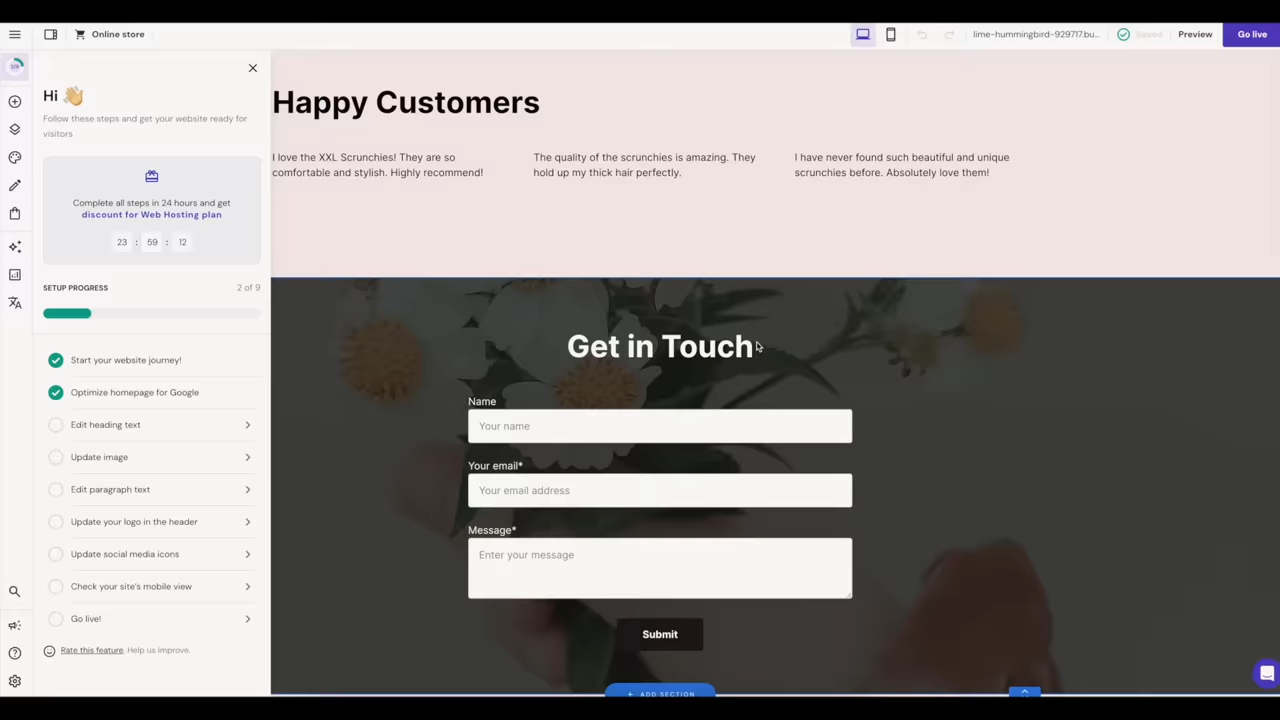 Online store
lime-hummingbird-929717.bu...
Saved
Preview
Go live
Hi 👋
Follow these steps and get your website ready for
visitors
Complete all steps in 24 hours and get
discount for Web Hosting plan
23 : 59 : 12
SETUP PROGRESS 2 of 9
Start your website journey!
Optimize homepage for Google
Edit heading text
Update image
Edit paragraph text
Update your logo in the header
Update social media icons
Check your site's mobile view
Go live!
Rate this feature. Help us improve.
Happy Customers
I love the XXL Scrunchies! They are so
comfortable and stylish. Highly recommend!
The quality of the scrunchies is amazing. They
hold up my thick hair perfectly.
I have never found such beautiful and unique
scrunchies before. Absolutely love them!
Get in Touch
Name
Your name
Your email*
Your email address
Message*
Enter your message
Submit
+ ADD SECTION